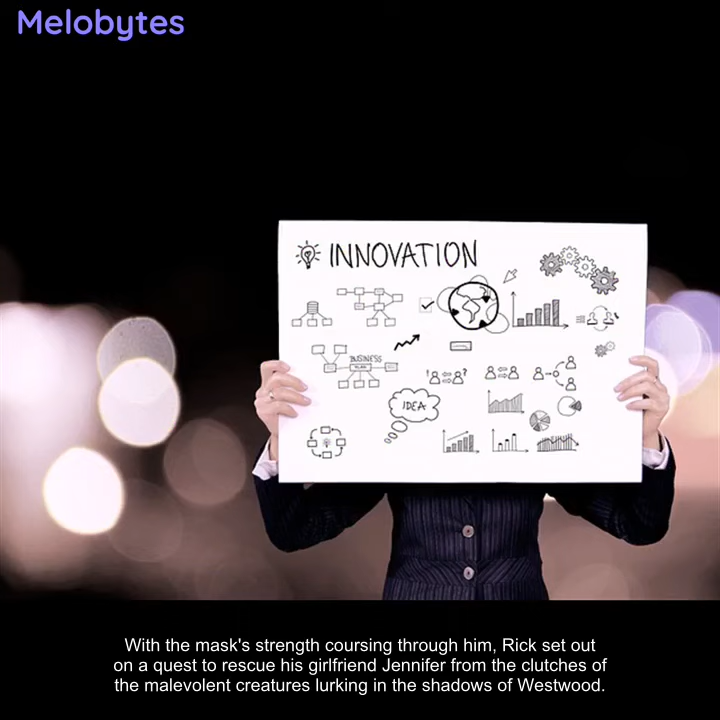 Melobytes
INNOVATION
BUSINESS
PLAN
IDEA
With the mask's strength coursing through him, Rick set out
on a quest to rescue his girlfriend Jennifer from the clutches of
the malevolent creatures lurking in the shadows of Westwood.